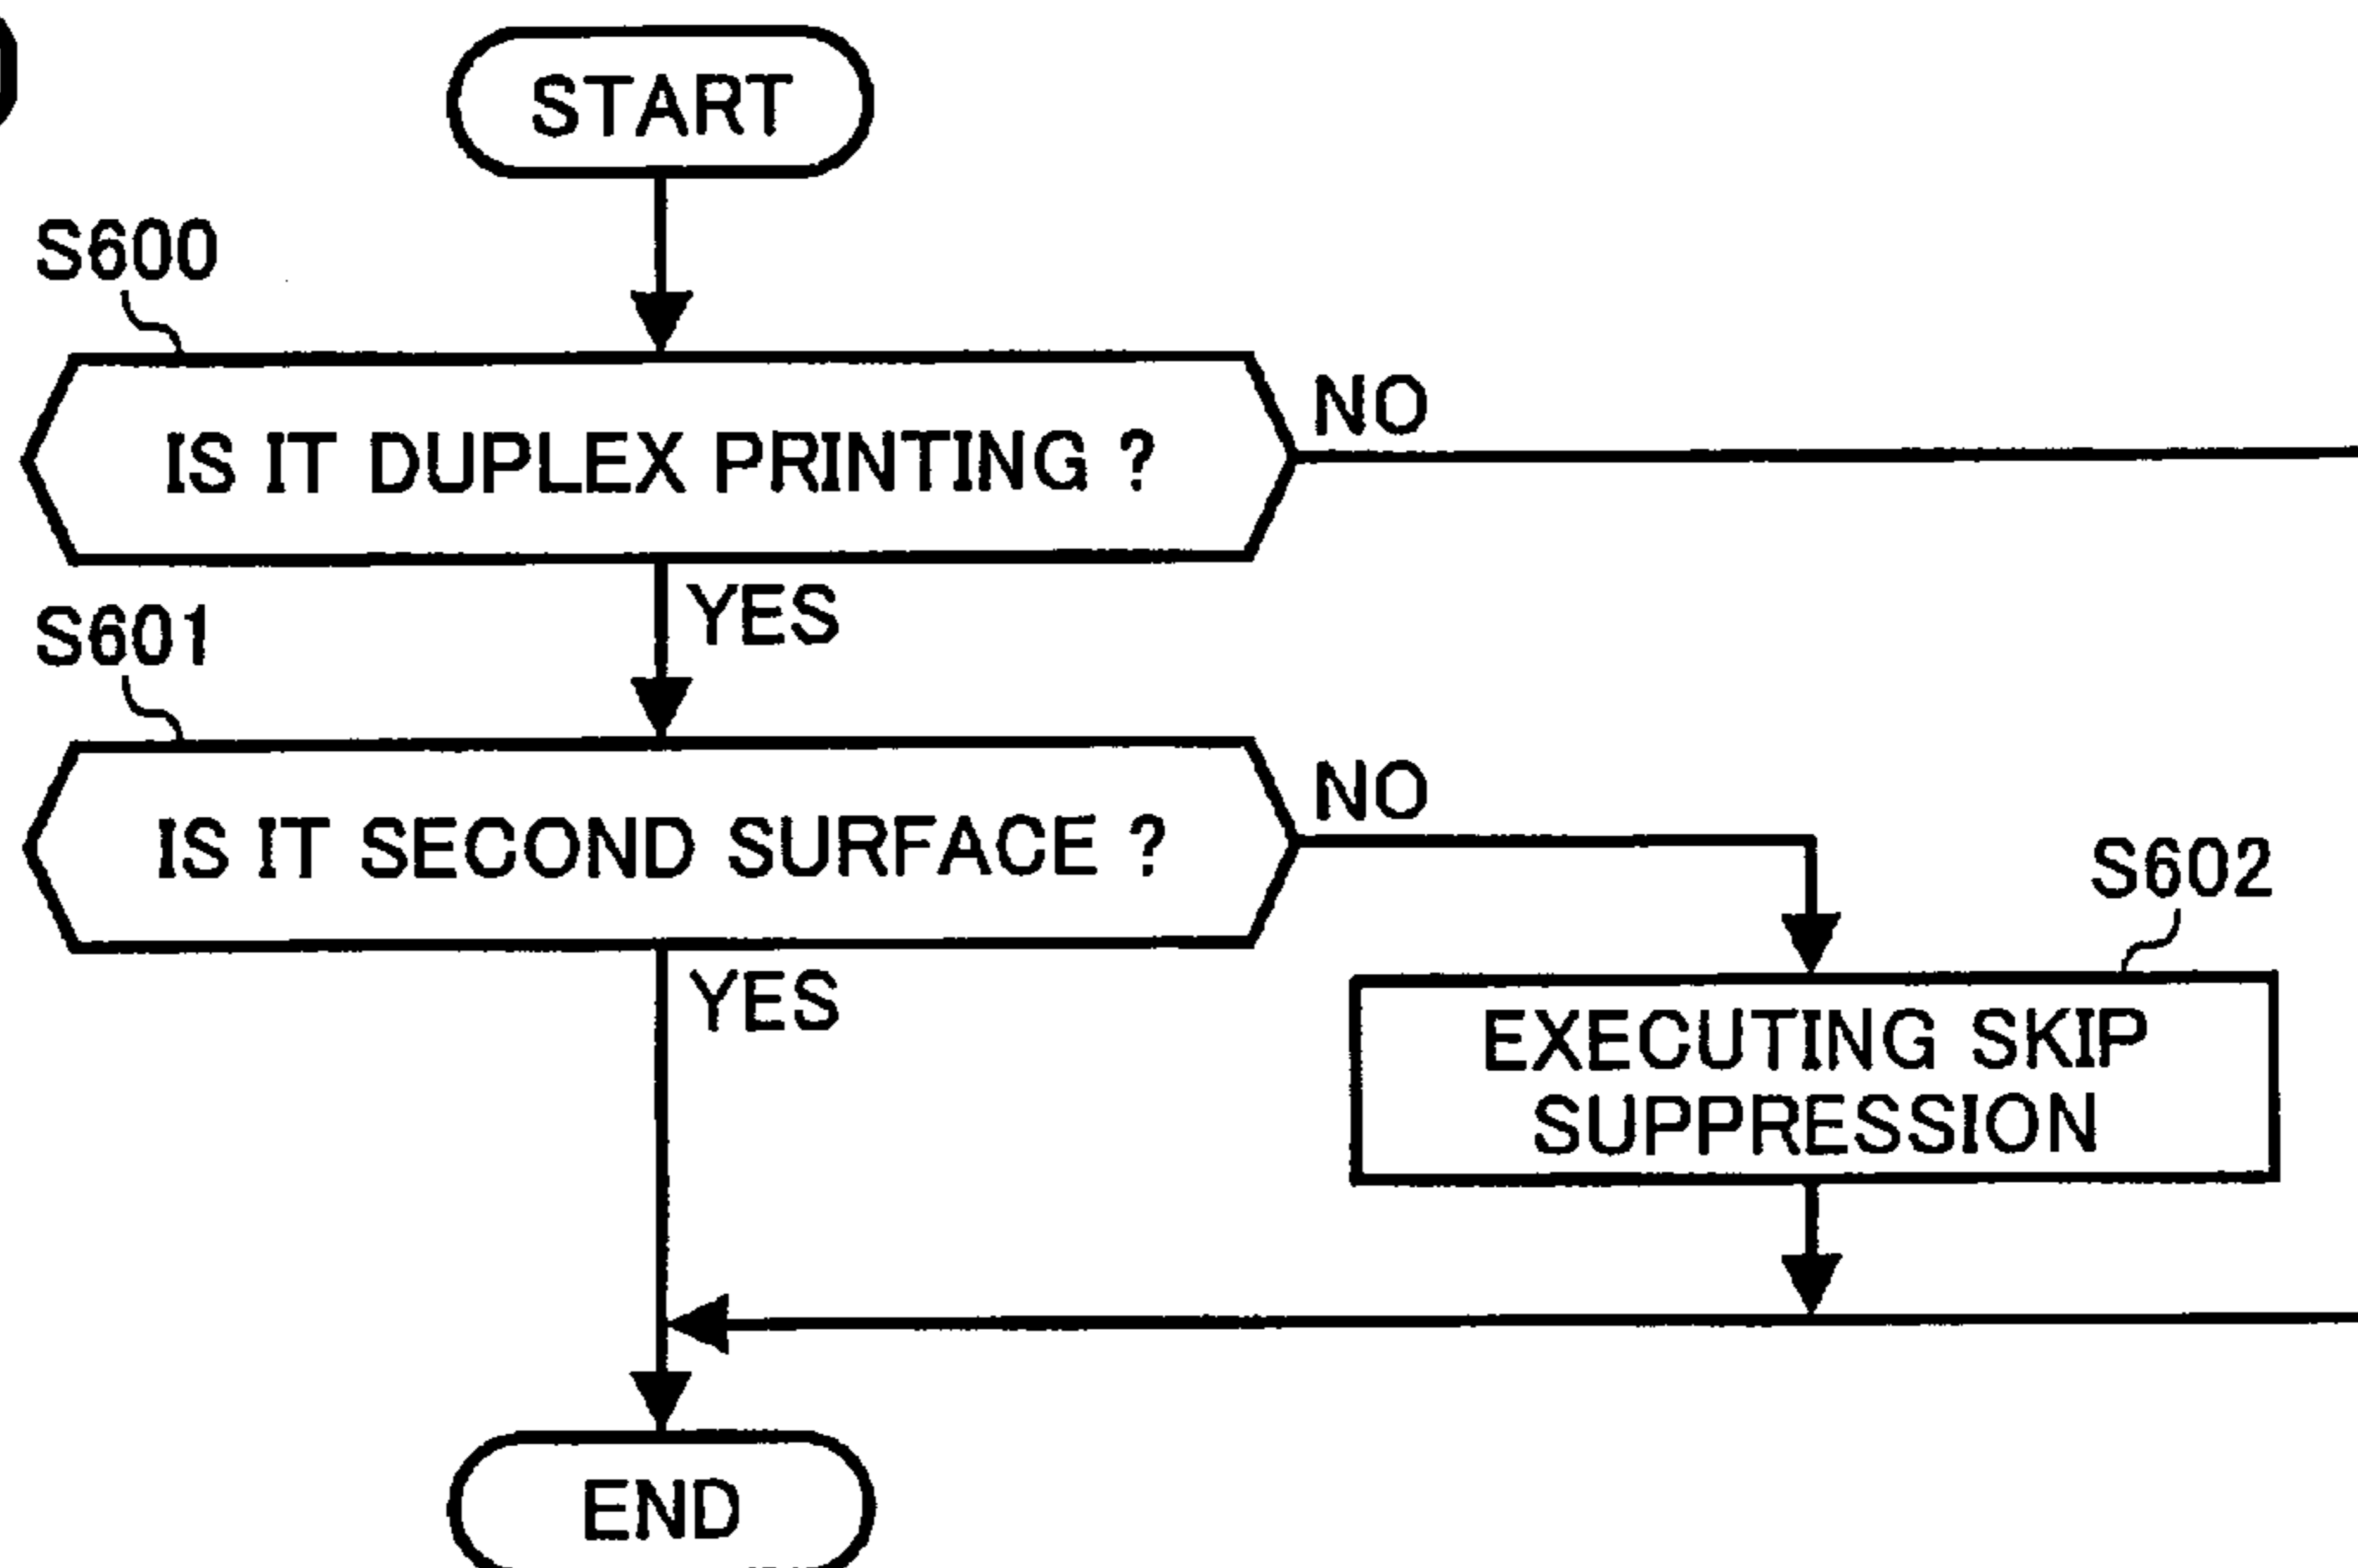 START
S600
IS IT DUPLEX PRINTING ?
NO
YES
S601
IS IT SECOND SURFACE ?
NO
YES
S602
EXECUTING SKIP
SUPPRESSION
END